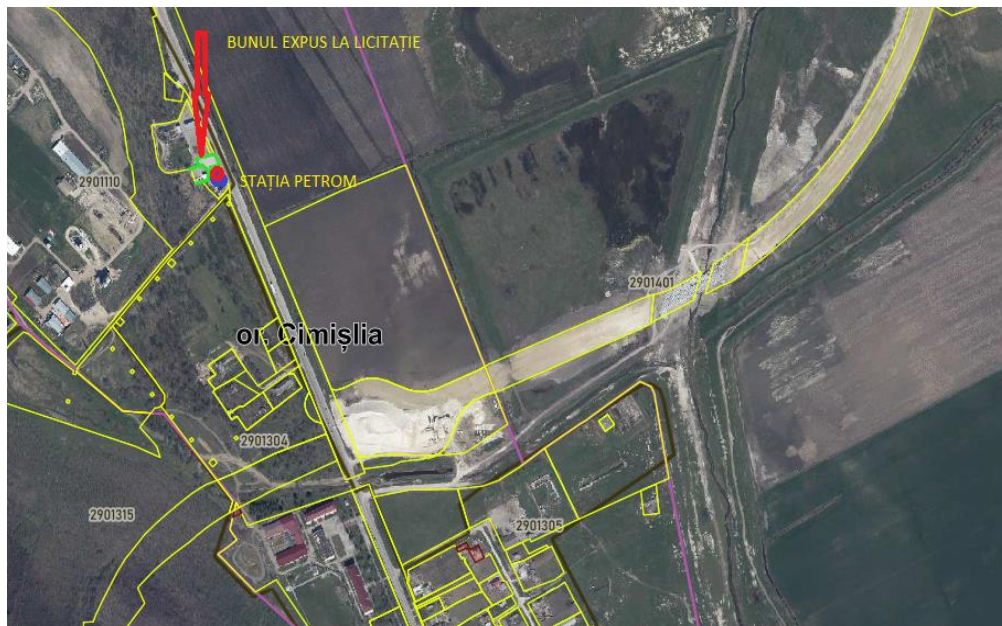 BUNUL EXPUS LA LICITAȚIE
2901110
STAȚIA PETROM
2901401
or. Cimișlia
2901304
2901315
2901305